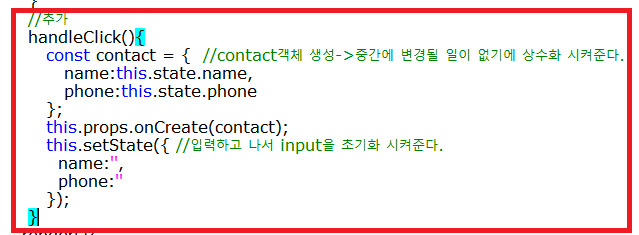 }
//추가
handleClick(){
const contact = { //contact객체 생성->중간에 변경될 일이 없기에 상수화 시켜준다.
name:this.state.name,
phone:this.state.phone
};
this.props.onCreate(contact);
this.setState({ //입력하고 나서 input을 초기화 시켜준다.
name:'',
phone:''
});
}